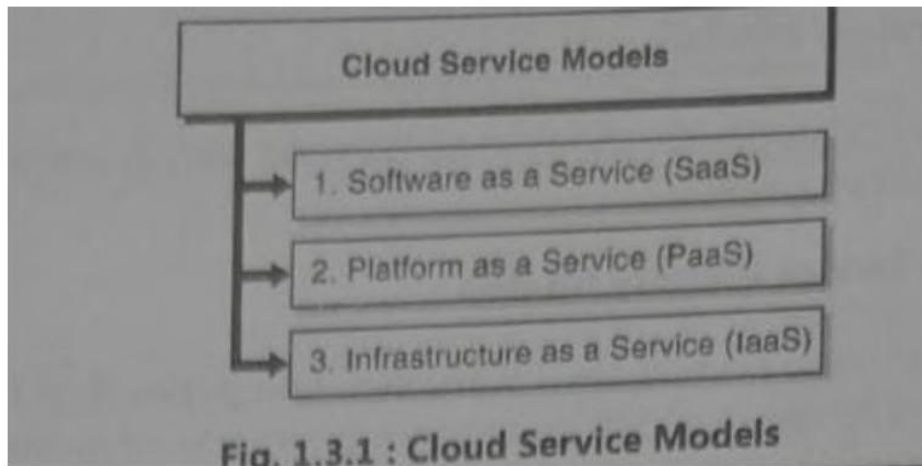 Cloud Service Models
1. Software as a Service (SaaS)
2. Platform as a Service (PaaS)
3. Infrastructure as a Service (IaaS)
Fig. 1.3.1 : Cloud Service Models